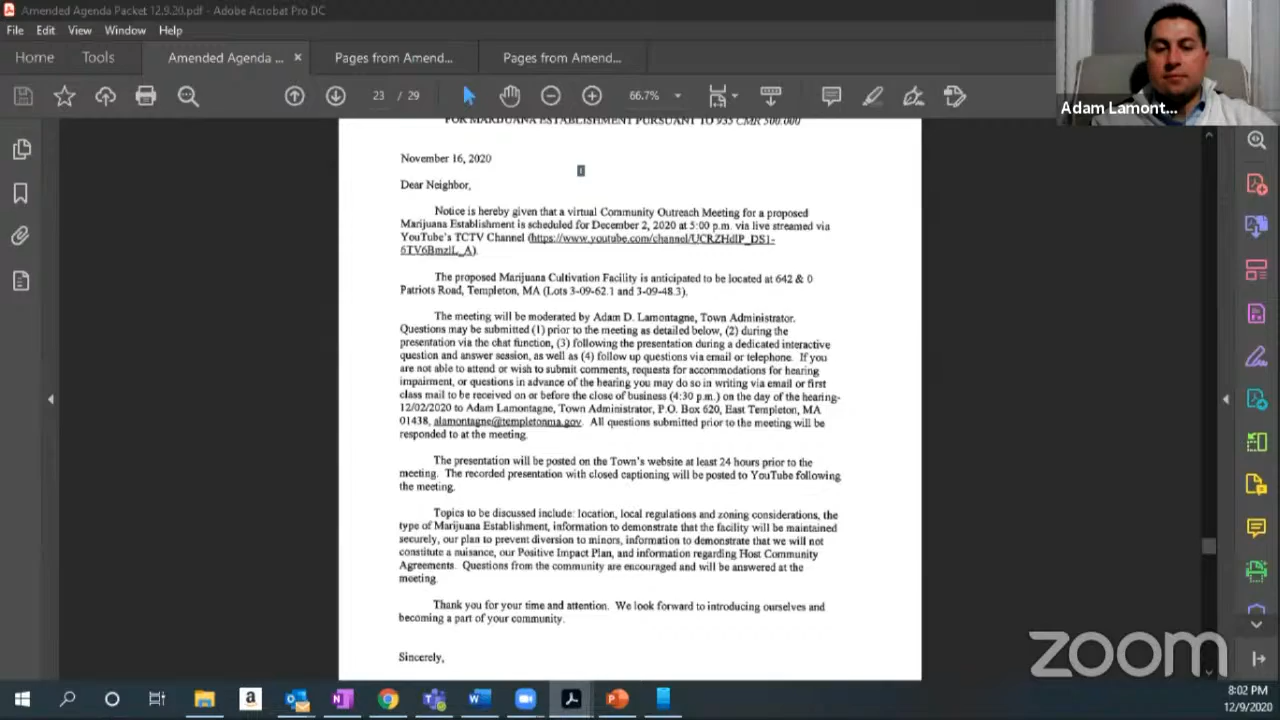 Amended Agenda Packet 12.9.20.pdf - Adobe Acrobat Pro DC
File Edit View Window Help
Home Tools Amended Agenda ... × Pages from Amend... Pages from Amend...
23 / 29 66.7%
Adam Lamont...
FOR MARIJUANA ESTABLISHMENT PURSUANT TO 935 CMR 500.000
November 16, 2020
Dear Neighbor,
Notice is hereby given that a virtual Community Outreach Meeting for a proposed
Marijuana Establishment is scheduled for December 2, 2020 at 5:00 p.m. via live streamed via
YouTube's TCTV Channel (https://www.youtube.com/channel/
The proposed Marijuana Cultivation Facility is anticipated to be located at 642 & 0
Patriots Road, Templeton, MA (Lots 3-09-62.1 and 3-09-48.3).
The meeting will be moderated by Adam D. Lamontagne, Town Administrator.
Questions may be submitted (1) prior to the meeting as detailed below, (2) during the
presentation via the chat function, (3) following the presentation during a dedicated interactive
question and answer session, as well as (4) follow up questions via email or telephone. If you
are not able to attend or wish to submit comments, requests for accommodations for hearing
impairment, or questions in advance of the hearing you may do so in writing via email or first
class mail to be received on or before the close of business (4:30 p.m.) on the day of the hearing-
12/02/2020 to Adam Lamontagne, Town Administrator, P.O. Box 620, East Templeton, MA
01438, alamontagne@templetonma.gov. All questions submitted prior to the meeting will be
responded to at the meeting.
The presentation will be posted on the Town's website at least 24 hours prior to the
meeting. The recorded presentation with closed captioning will be posted to YouTube following
the meeting.
Topics to be discussed include: location, local regulations and zoning considerations, the
type of Marijuana Establishment, information to demonstrate that the facility will be maintained
securely, our plan to prevent diversion to minors, information to demonstrate that we will not
constitute a nuisance, our Positive Impact Plan, and information regarding Host Community
Agreements. Questions from the community are encouraged and will be answered at the
meeting.
Thank you for your time and attention. We look forward to introducing ourselves and
becoming a part of your community.
Sincerely,
zoom
8:02 PM
12/9/2020